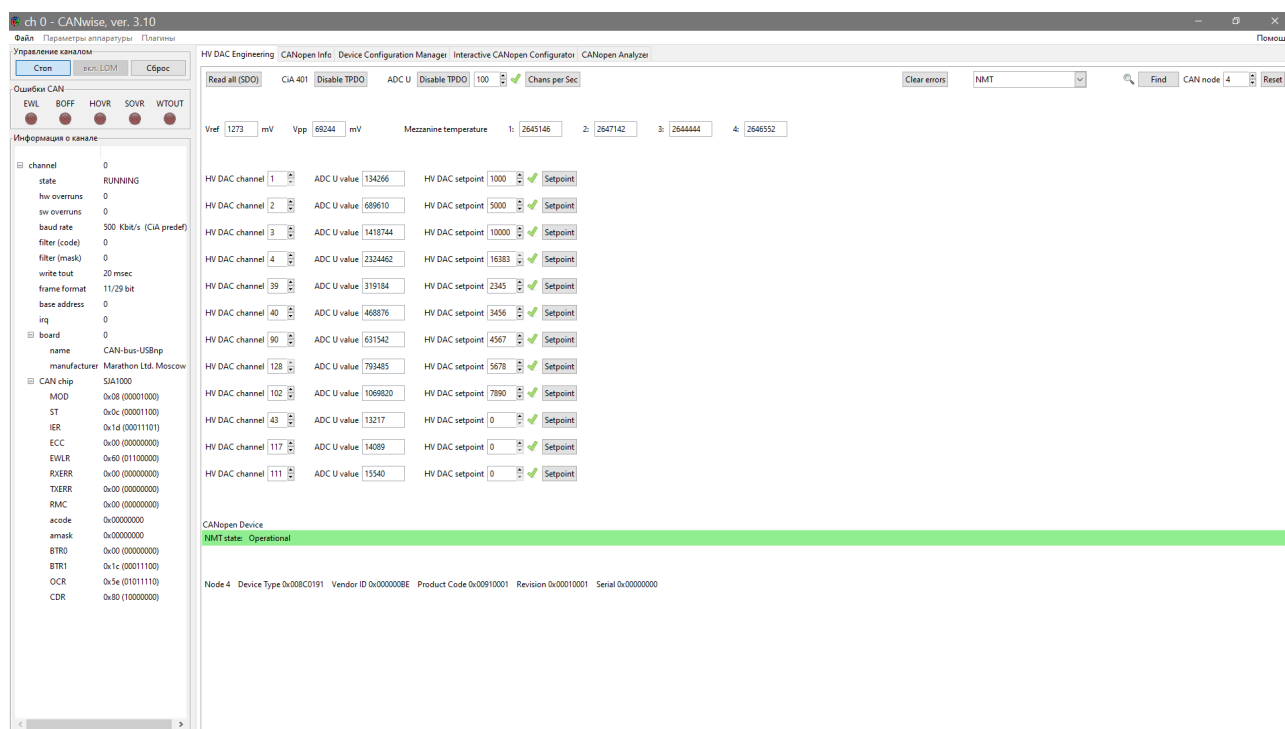 ch 0 - CANwise, ver. 3.10
Файл Параметры аппаратуры Плагины Помощ
Управление каналом
Стоп вкл. LOM Сброс
Ошибки CAN
EWL BOFF HOVR SOVR WTOUT
Информация о канале
channel 0
state RUNNING
hw overruns 0
sw overruns 0
baud rate 500 Kbit/s (CiA predef)
filter (code) 0
filter (mask) 0
write tout 20 msec
frame format 11/29 bit
base address 0
irq 0
board 0
name CAN-bus-USBnp
manufacturer Marathon Ltd. Moscow
CAN chip SJA1000
MOD 0x08 (00001000)
ST 0x0c (00001100)
IER 0x1d (00011101)
ECC 0x00 (00000000)
EWLR 0x60 (01100000)
RXERR 0x00 (00000000)
TXERR 0x00 (00000000)
RMC 0x00 (00000000)
acode 0x00000000
amask 0x00000000
BTR0 0x00 (00000000)
BTR1 0x1c (00011100)
OCR 0x5e (01011110)
CDR 0x80 (10000000)
HV DAC Engineering CANopen Info Device Configuration Manager Interactive CANopen Configurator CANopen Analyzer
Read all (SDO) CiA 401 Disable TPDO ADC U Disable TPDO 100 Chans per Sec Clear errors NMT Find CAN node 4 Reset
Vref 1273 mV Vpp 69244 mV Mezzanine temperature 1: 2645146 2: 2647142 3: 2644444 4: 2646552
HV DAC channel 1 ADC U value 134266 HV DAC setpoint 1000 Setpoint
HV DAC channel 2 ADC U value 689610 HV DAC setpoint 5000 Setpoint
HV DAC channel 3 ADC U value 1418744 HV DAC setpoint 10000 Setpoint
HV DAC channel 4 ADC U value 2324462 HV DAC setpoint 16383 Setpoint
HV DAC channel 39 ADC U value 319184 HV DAC setpoint 2345 Setpoint
HV DAC channel 40 ADC U value 468876 HV DAC setpoint 3456 Setpoint
HV DAC channel 90 ADC U value 631542 HV DAC setpoint 4567 Setpoint
HV DAC channel 128 ADC U value 793485 HV DAC setpoint 5678 Setpoint
HV DAC channel 102 ADC U value 1069820 HV DAC setpoint 7890 Setpoint
HV DAC channel 43 ADC U value 13217 HV DAC setpoint 0 Setpoint
HV DAC channel 117 ADC U value 14089 HV DAC setpoint 0 Setpoint
HV DAC channel 111 ADC U value 15540 HV DAC setpoint 0 Setpoint
CANopen Device
NMT state: Operational
Node 4 Device Type 0x008C0191 Vendor ID 0x000000BE Product Code 0x00910001 Revision 0x00010001 Serial 0x00000000